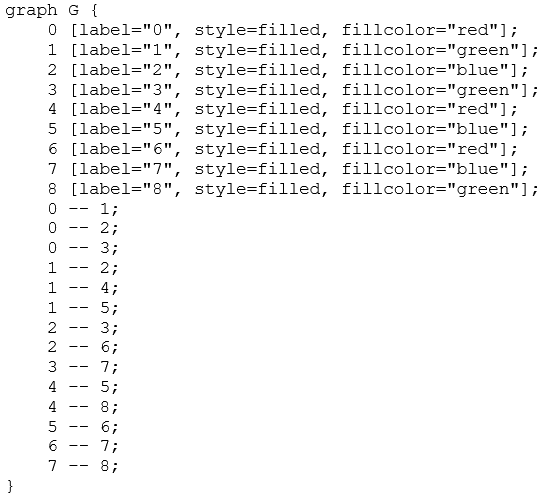 graph G {
0 [label="0", style=filled, fillcolor="red"];
1 [label="1", style=filled, fillcolor="green"];
2 [label="2", style=filled, fillcolor="blue"];
3 [label="3", style=filled, fillcolor="green"];
4 [label="4", style=filled, fillcolor="red"];
5 [label="5", style=filled, fillcolor="blue"];
6 [label="6", style=filled, fillcolor="red"];
7 [label="7", style=filled, fillcolor="blue"];
8 [label="8", style=filled, fillcolor="green"];
0 -- 1;
0 -- 2;
0 -- 3;
1 -- 2;
1 -- 4;
1 -- 5;
2 -- 3;
2 -- 6;
3 -- 7;
4 -- 5;
4 -- 8;
5 -- 6;
6 -- 7;
7 -- 8;
}